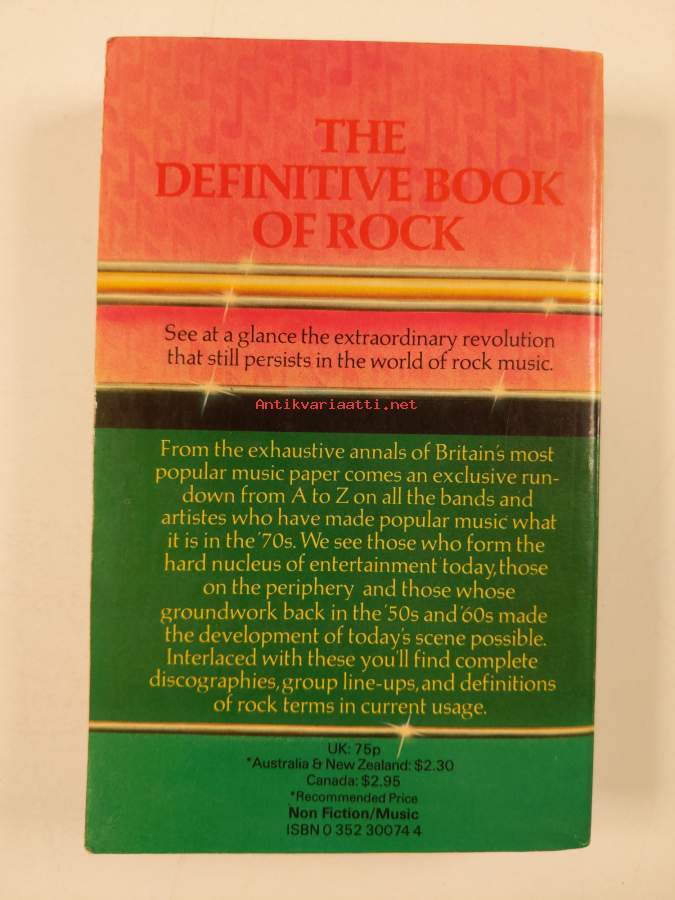 THE
DEFINITIVE BOOK
OF ROCK
See at a glance the extraordinary revolution
that still persists in the world of rock music.
Antikvariaatti.net
From the exhaustive annals of Britain's most
popular music paper comes an exclusive run-
down from A to Z on all the bands and
artistes who have made popular music what
it is in the '70s. We see those who form the
hard nucleus of entertainment today, those
on the periphery and those whose
groundwork back in the '50s and '60s made
the development of today's scene possible.
Interlaced with these you'll find complete
discographies, group line-ups, and definitions
of rock terms in current usage.
UK: 75p
*Australia & New Zealand: $2.30
Canada: $2.95
*Recommended Price
Non Fiction/Music
ISBN 0 352 30074 4